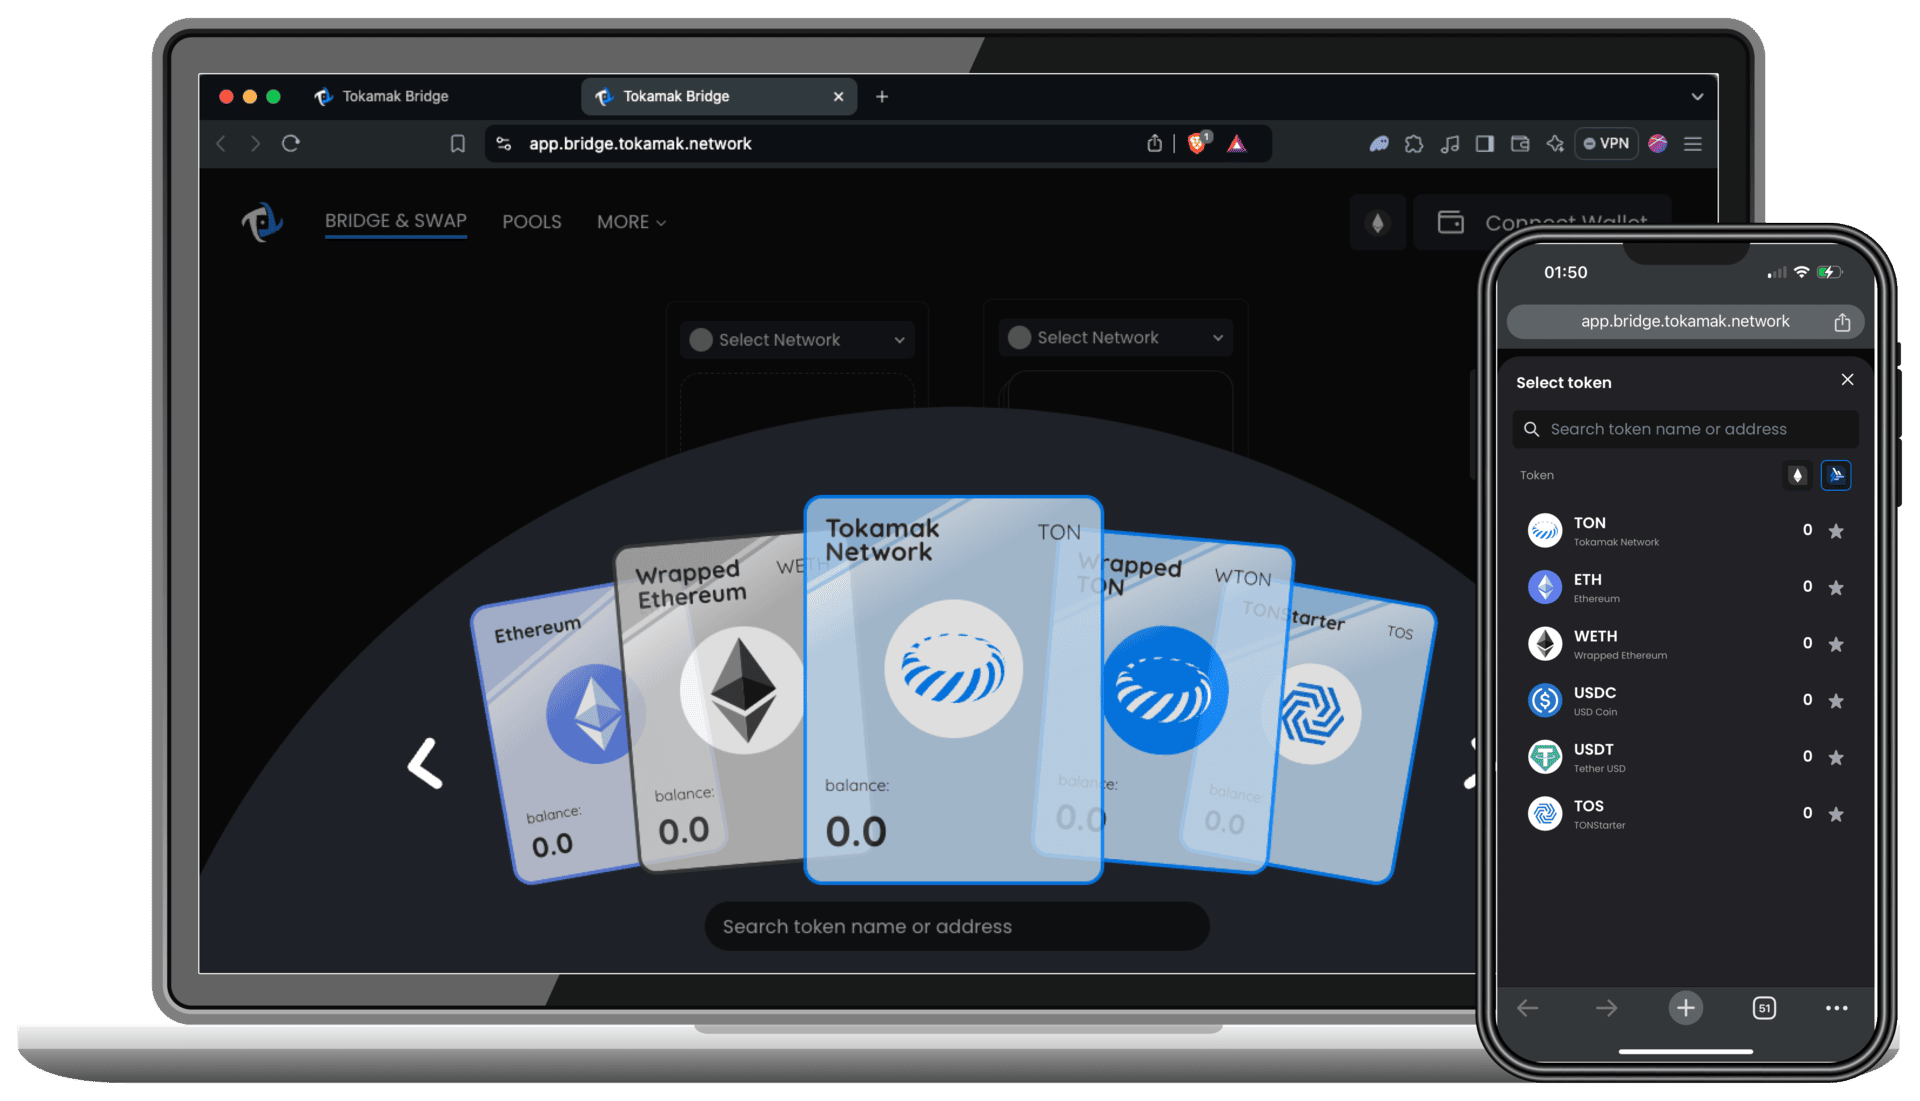 Tokamak Bridge
Tokamak Bridge
app.bridge.tokamak.network
1
VPN
BRIDGE & SWAP
POOLS
MORE
Connect Wallet
Select Network
Select Network
Ethereum
balance:
0.0
Wrapped
Ethereum
WETH
balance:
0.0
Tokamak
Network
TON
balance:
0.0
Wrapped
TON
WTON
balance:
0.0
TONStarter
TOS
balance:
0.0
Search token name or address
01:50
app.bridge.tokamak.network
Select token
Search token name or address
Token
TON
Tokamak Network
0
ETH
Ethereum
0
WETH
Wrapped Ethereum
0
USDC
USD Coin
0
USDT
Tether USD
0
TOS
TONStarter
0
51